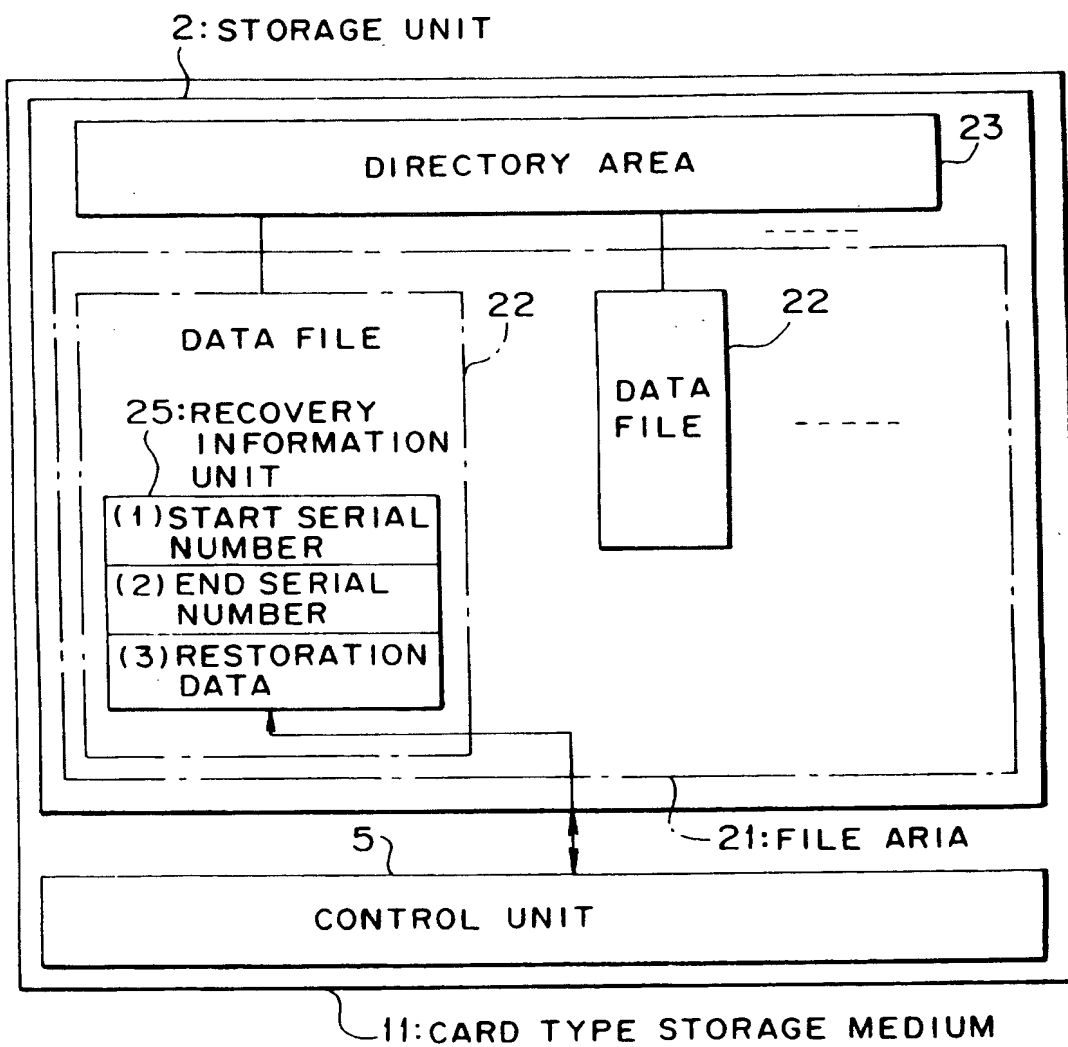 2: STORAGE UNIT
23
DIRECTORY AREA
22
22
DATA FILE
DATA
FILE
25: RECOVERY
INFORMATION
UNIT
(1) START SERIAL
NUMBER
(2) END SERIAL
NUMBER
(3) RESTORATION
DATA
5
21: FILE ARIA
CONTROL UNIT
11: CARD TYPE STORAGE MEDIUM